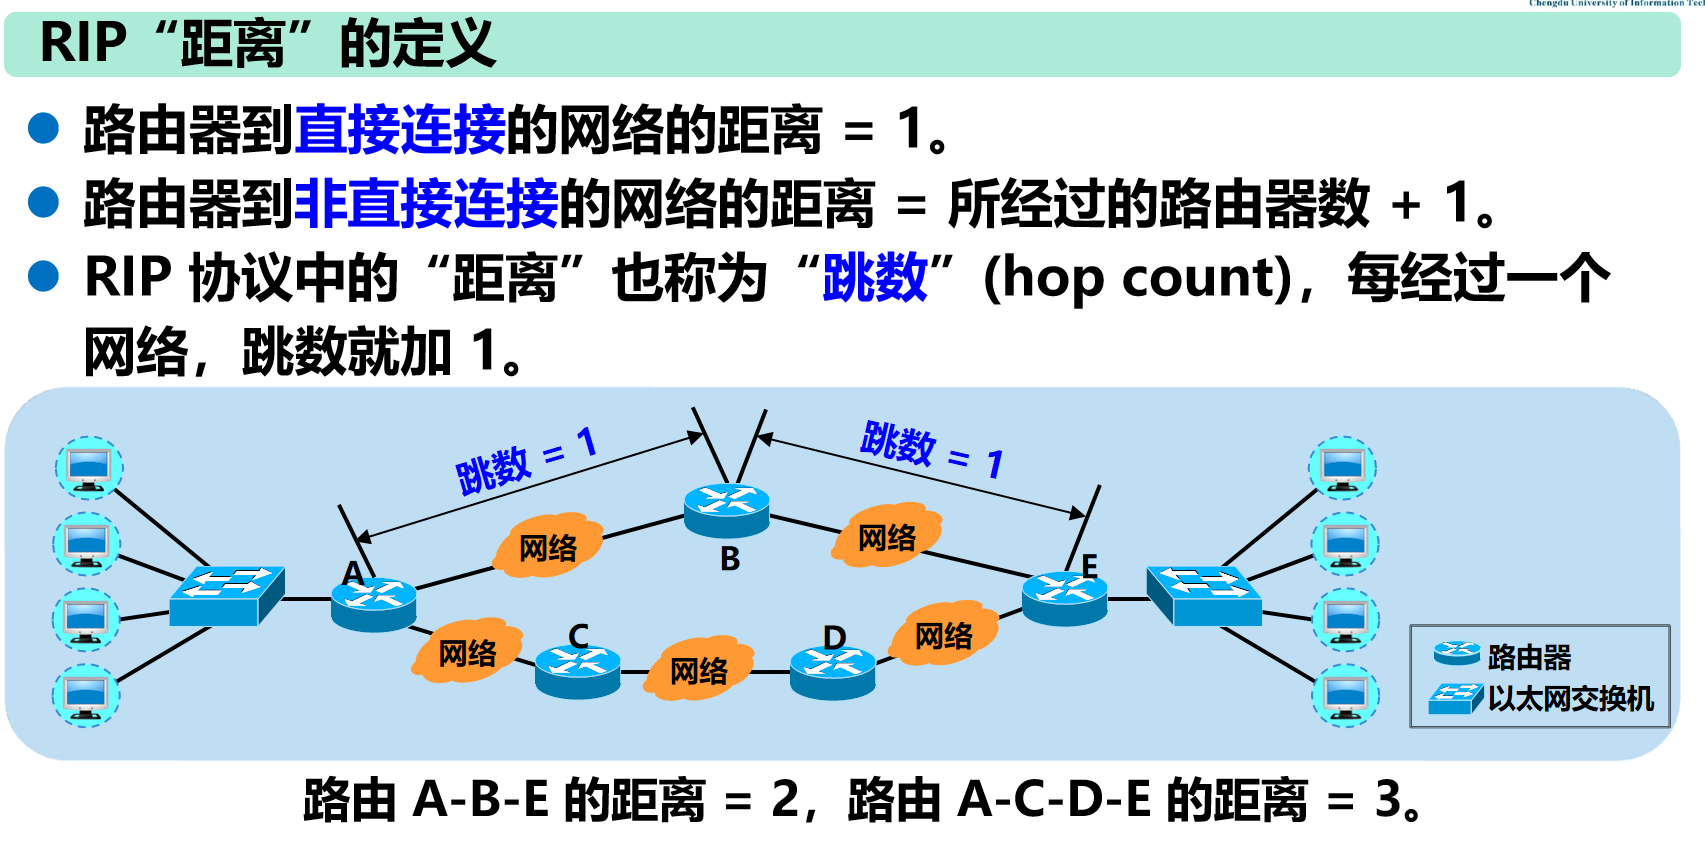 Chengdu University of Information Tec
RIP“距离”的定义
路由器到直接连接的网络的距离 = 1。
路由器到非直接连接的网络的距离 = 所经过的路由器数 + 1。
RIP 协议中的“距离”也称为“跳数”(hop count)，每经过一个
网络，跳数就加 1。
跳数 = 1
跳数 = 1
网络
网络
B
A
E
网络
C
网络
D
网络
路由器
以太网交换机
路由 A-B-E 的距离 = 2，路由 A-C-D-E 的距离 = 3。